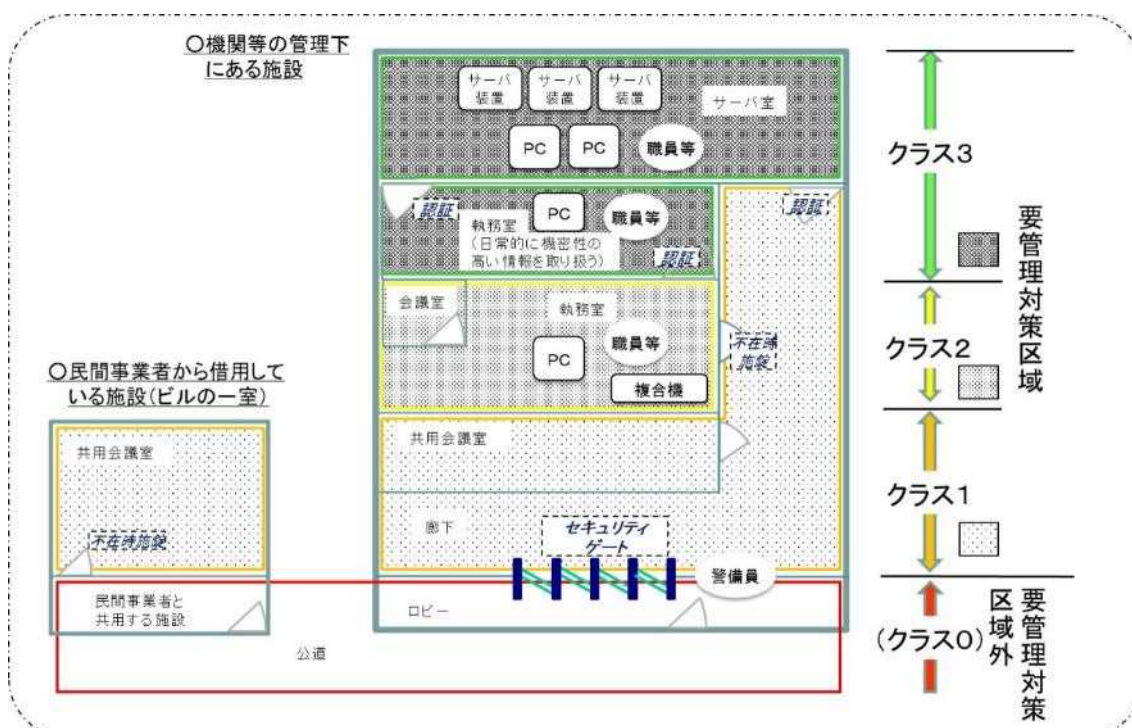 ○機関等の管理下
にある施設
サーバ
装置
サーバ
装置
サーバ
装置
サーバ室
PC
PC
職員等
クラス3
認証
PC
職員等
執務室
(日常的に機密性の
高い情報を取り扱う)
認証
認証
要管理対策区域
会議室
執務室
職員等
PC
複合機
不在時
施錠
クラス2
○民間事業者から借用して
いる施設(ビルの一室)
共用会議室
不在時施錠
共用会議室
廊下
セキュリティ
ゲート
警備員
クラス1
民間事業者と
共用する施設
ロビー
公道
(クラス0)
要管理対策
区域外